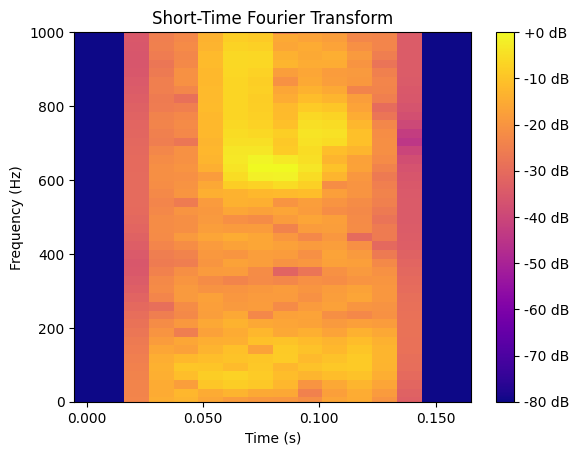 Short-Time Fourier Transform
1000
800
600
400
200
0
Frequency (Hz)
0.000
0.050
0.100
0.150
Time (s)
+0 dB
-10 dB
-20 dB
-30 dB
-40 dB
-50 dB
-60 dB
-70 dB
-80 dB